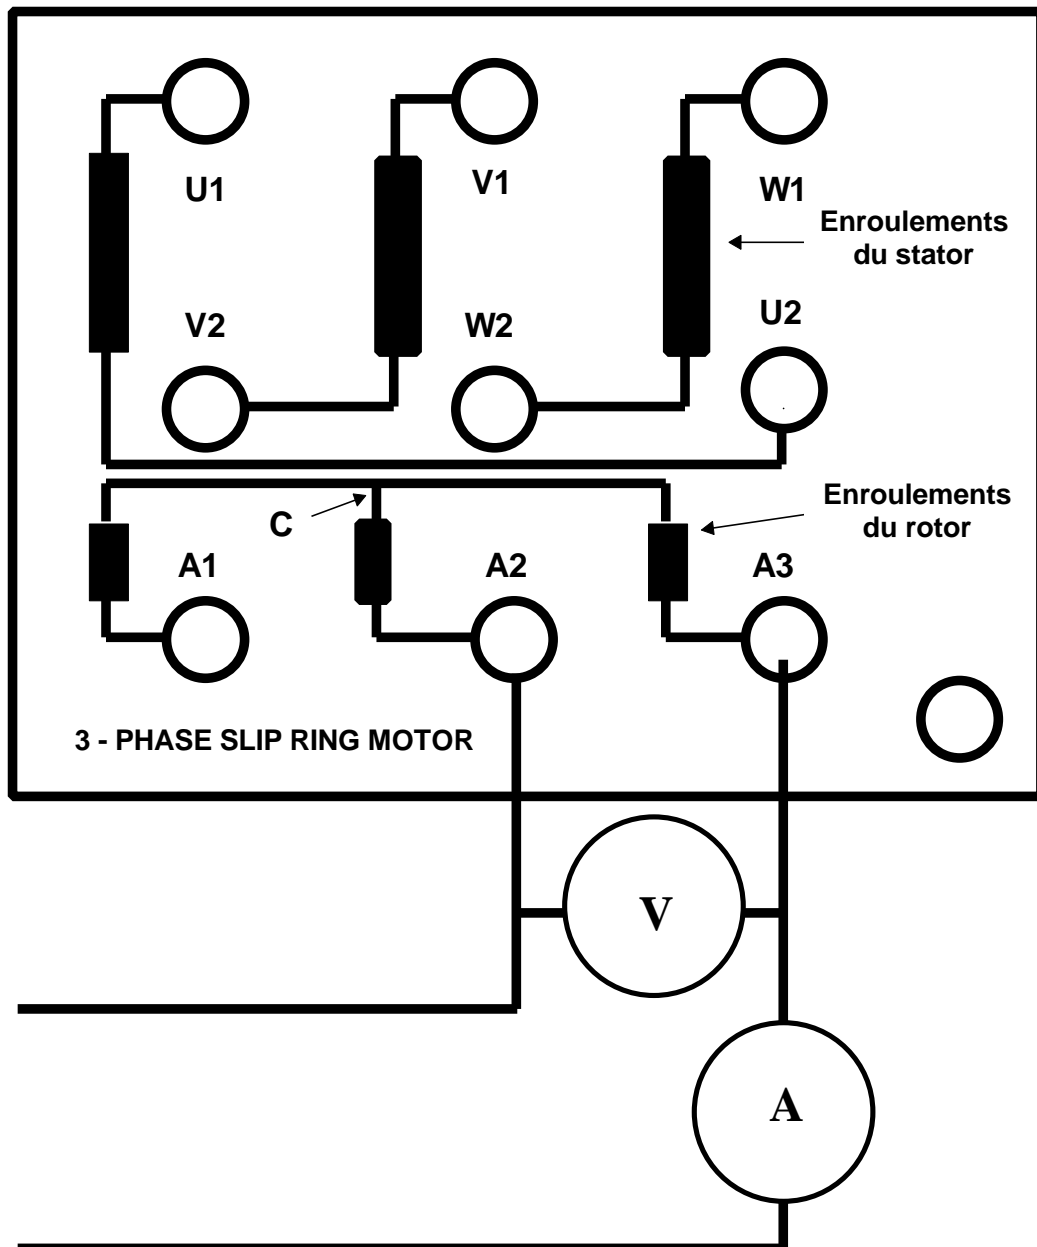 U1
V1
W1
Enroulements
du stator
V2
W2
U2
C
Enroulements
du rotor
A1
A2
A3
3 - PHASE SLIP RING MOTOR
V
A